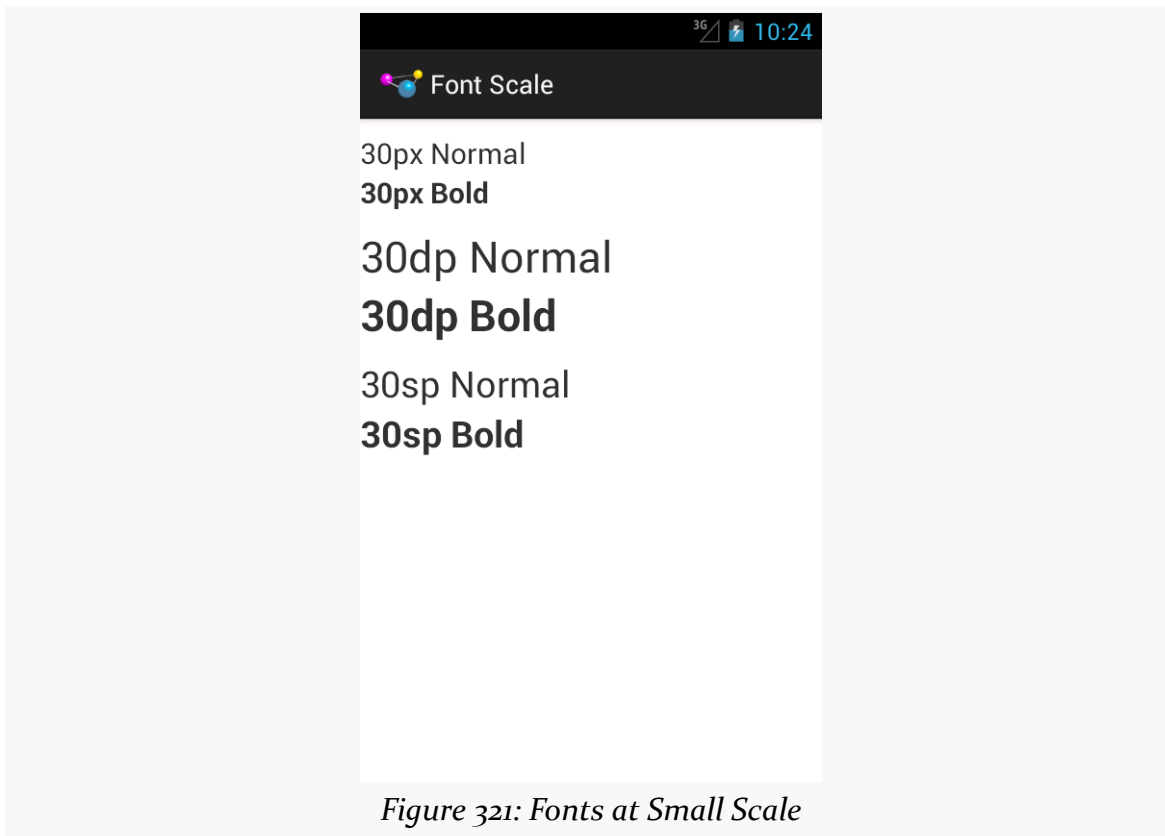 3G 10:24
Font Scale
30px Normal
30px Bold
30dp Normal
30dp Bold
30sp Normal
30sp Bold
Figure 321: Fonts at Small Scale